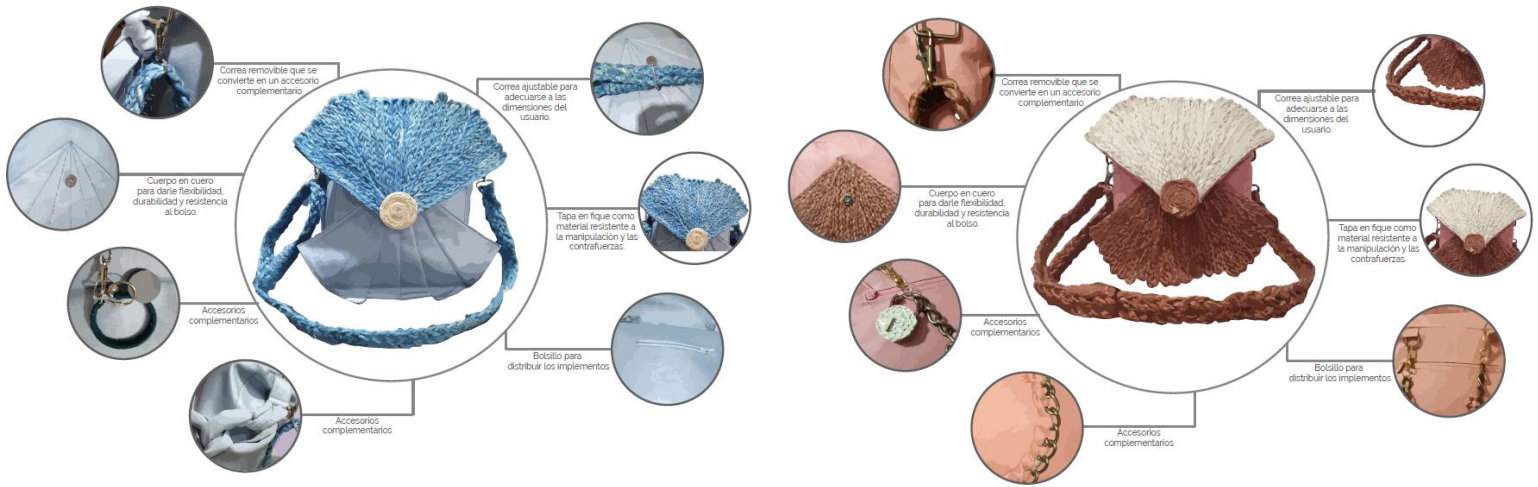 Correa removible que se
convierte en un accesorio
complementario
Correa ajustable para
adecuarse a las
dimensiones del
usuario.
Cuerpo en cuero
para darle flexibilidad,
durabilidad y resistencia
al bolso.
Tapa en fique como
material resistente a
la manipulación y las
contrafuerzas.
Accesorios
complementarios
Bolsillo para
distribuir los implementos
Accesorios
complementarios
Correa removible que se
convierte en un accesorio
complementario
Correa ajustable para
adecuarse a las
dimensiones del
usuario.
Cuerpo en cuero
para darle flexibilidad,
durabilidad y resistencia
al bolso.
Tapa en fique como
material resistente a
la manipulación y las
contrafuerzas.
Accesorios
complementarios
Bolsillo para
distribuir los implementos
Accesorios
complementarios